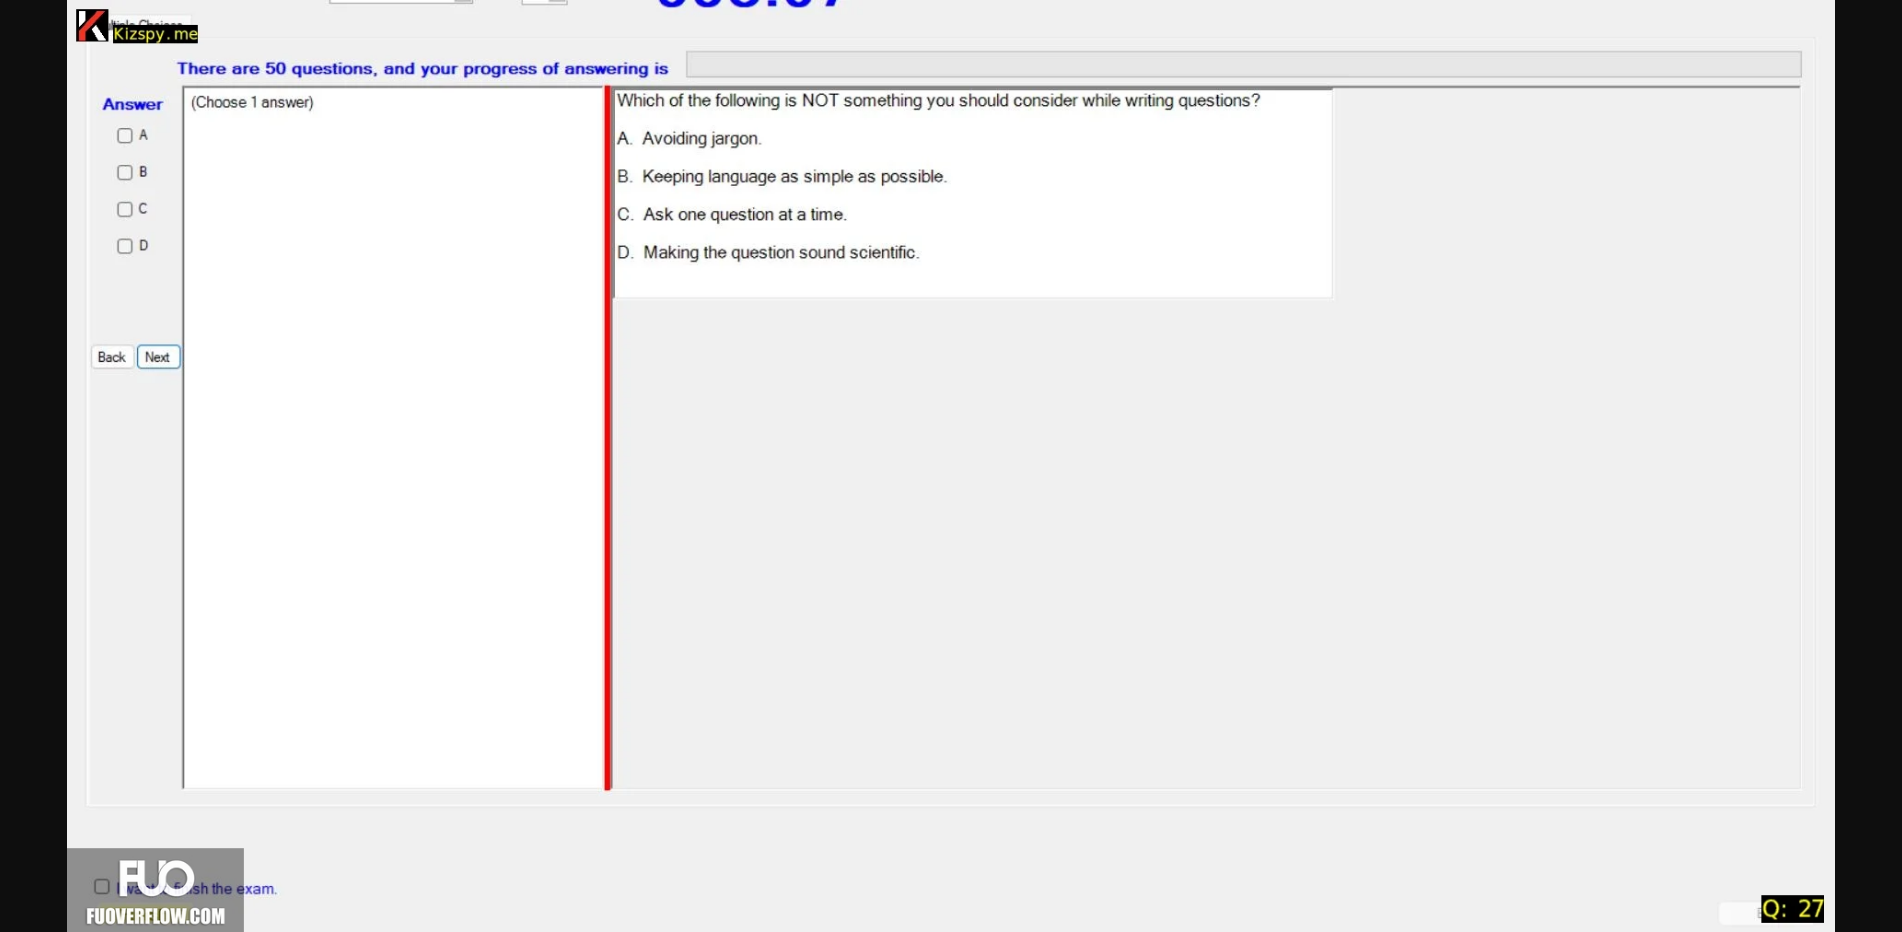 Kizspy.me
There are 50 questions, and your progress of answering is
Answer
(Choose 1 answer)
A
B
C
D
Back
Next
Which of the following is NOT something you should consider while writing questions?
A. Avoiding jargon.
B. Keeping language as simple as possible.
C. Ask one question at a time.
D. Making the question sound scientific.
the exam.
FUO
FUOVERFLOW.COM
Q: 27